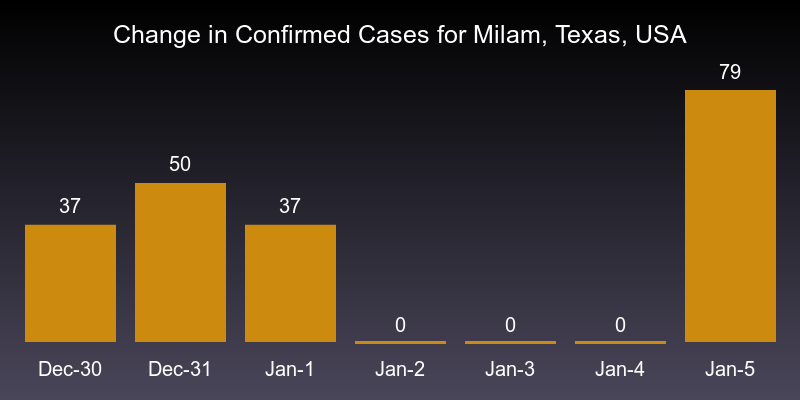 Change in Confirmed Cases for Milam, Texas, USA
79
50
37
37
0
0
0
Dec-30
Dec-31
Jan-1
Jan-2
Jan-3
Jan-4
Jan-5